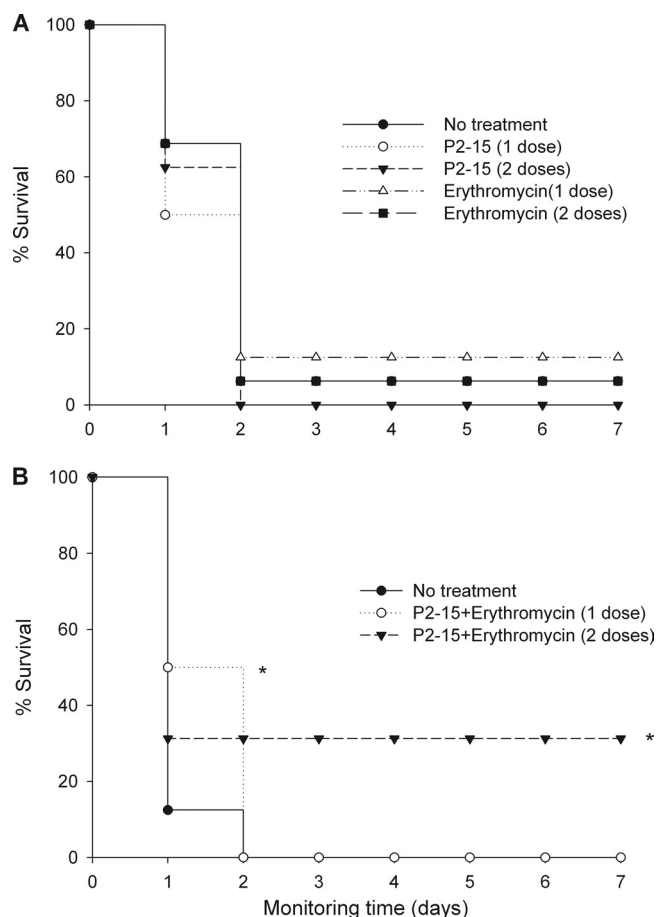 A
100
80
60
40
20
0
% Survival
No treatment
P2-15 (1 dose)
P2-15 (2 doses)
Erythromycin(1 dose)
Erythromycin (2 doses)
0 1 2 3 4 5 6 7
B
100
80
60
40
20
0
% Survival
No treatment
P2-15+Erythromycin (1 dose)
P2-15+Erythromycin (2 doses)
*
*
0 1 2 3 4 5 6 7
Monitoring time (days)